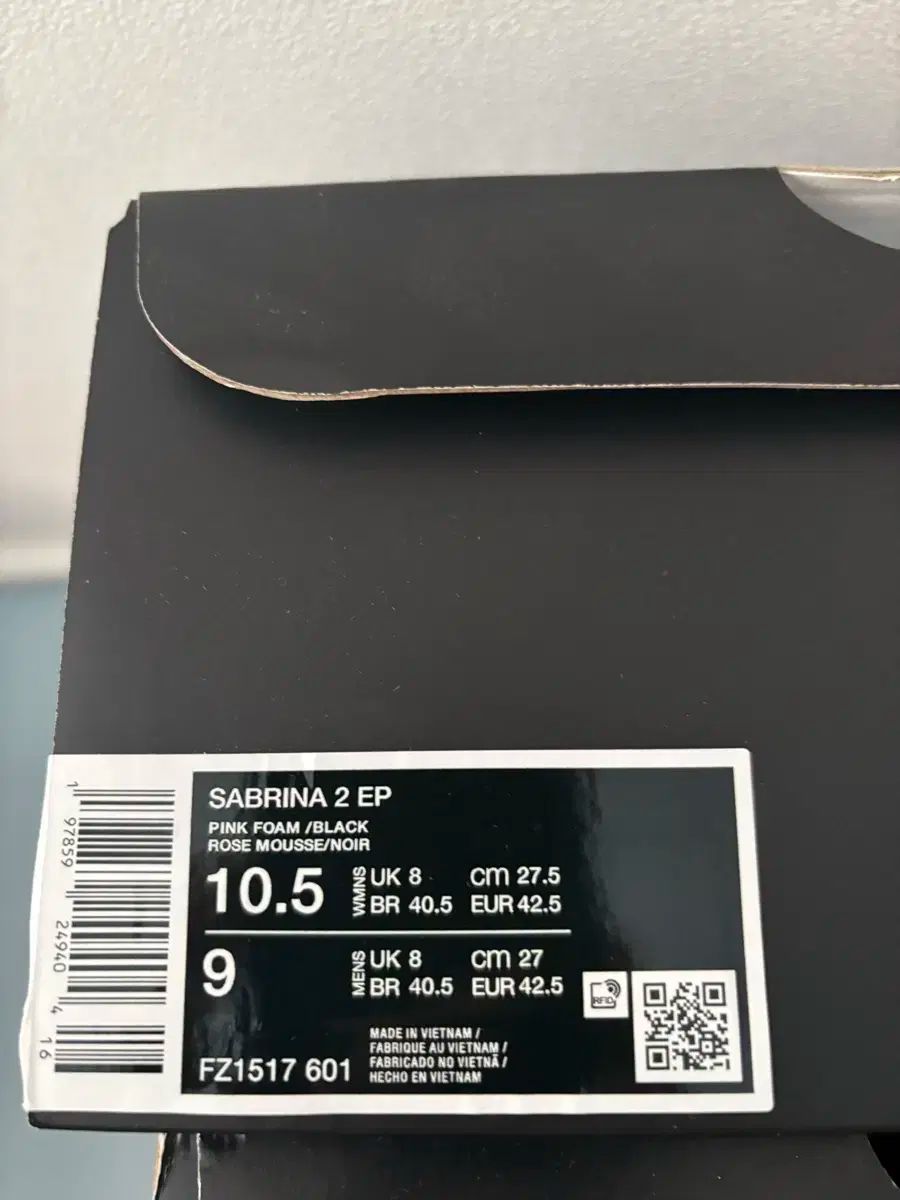 SABRINA 2 EP
PINK FOAM /BLACK
ROSE MOUSSE/NOIR
10.5 WMNS UK 8 CM 27.5
BR 40.5 EUR 42.5
9 MENS UK 8 CM 27
BR 40.5 EUR 42.5
RFID
FZ1517 601
MADE IN VIETNAM /
FABRIQUE AU VIETNAM /
FABRICADO NO VIETNÃ /
HECHO EN VIETNAM
1 97859 24940 4 16